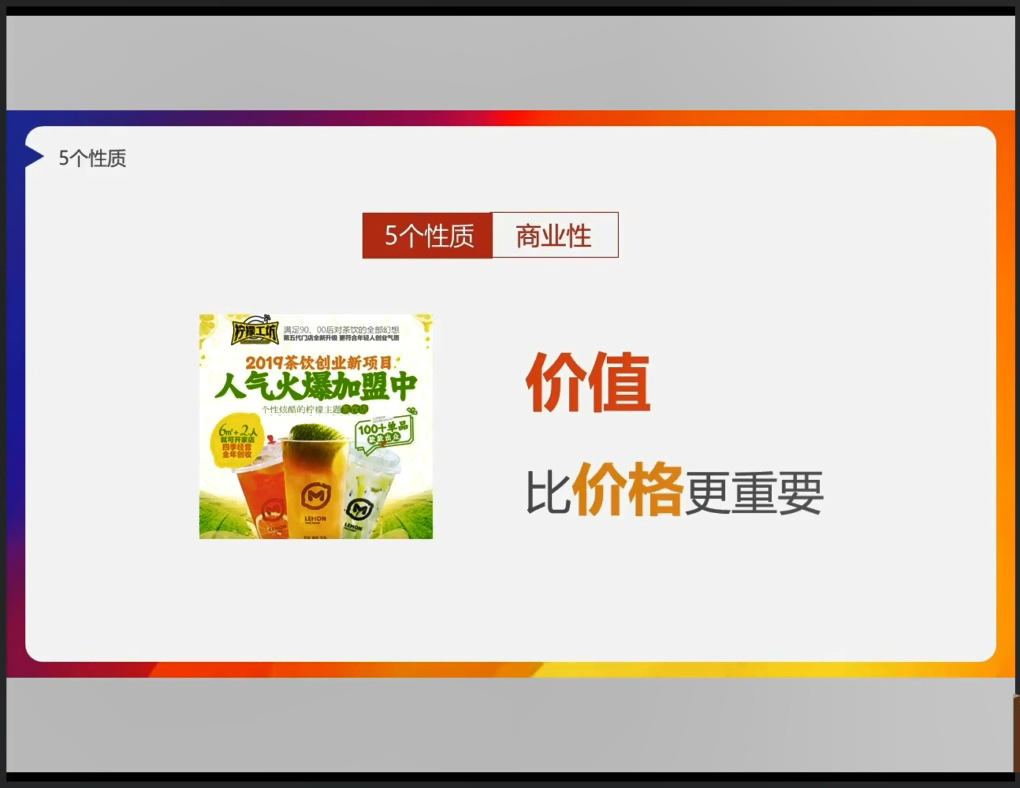 5个性质
5个性质 商业性
柠檬工坊
满足90、00后对茶饮的全部幻想
第五代门店全新升级 更符合年轻人创业气质
2019茶饮创业新项目
人气火爆加盟中
个性炫酷的柠檬主题
6㎡+2人
就可开家店
四季经营
全年创收
100+单品
LEMON
LEMON
LEMON
价值
比价格更重要